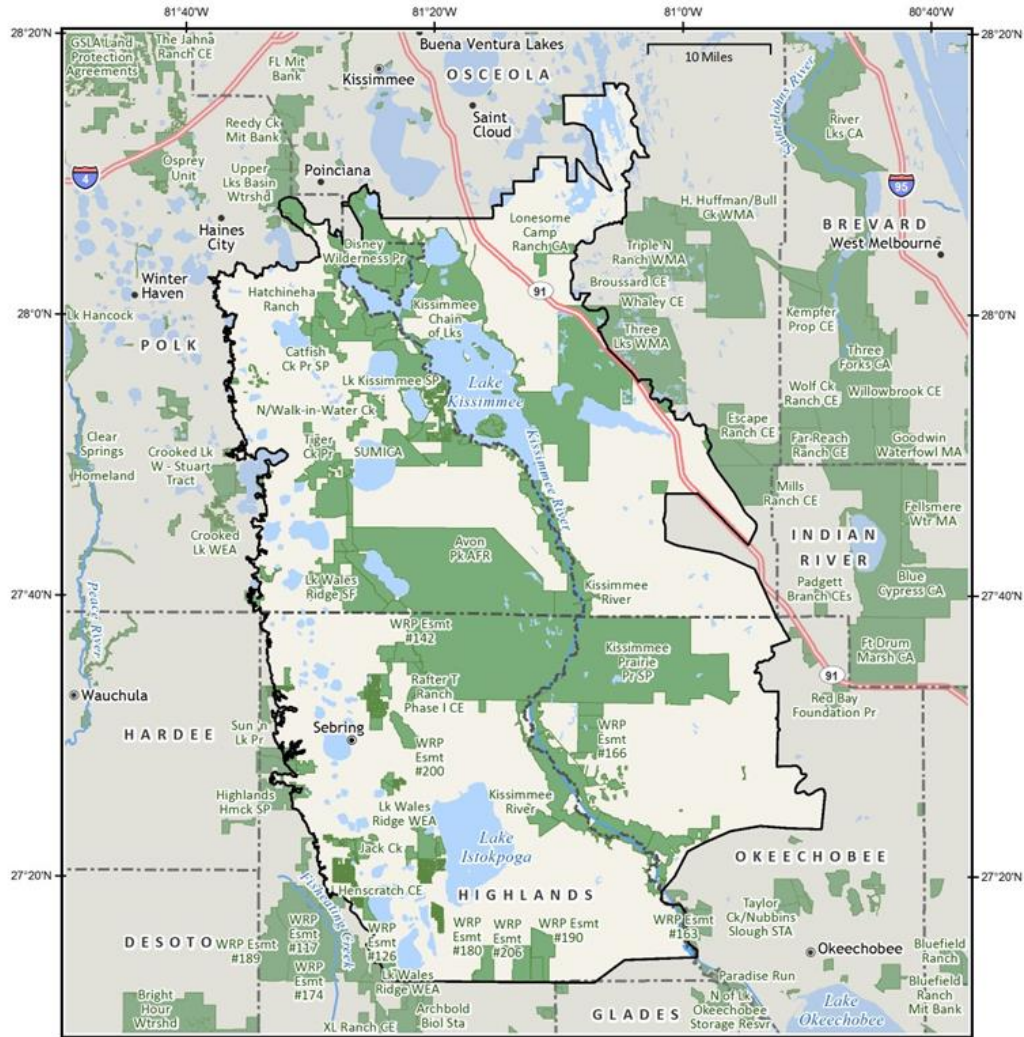 81°40'W
81°20'W
81°0'W
80°40'W
28°20'N
28°20'N
GSLA Land
Protection
Agreements
The Jahna
Ranch CE
FL Mit
Bank
Kissimmee
Buena Ventura Lakes
OSCEOLA
10 Miles
Saint Johns River
River
Lks CA
Reedy Ck
Mit Bank
Saint
Cloud
4
Osprey
Unit
Upper
Lks Basin
Wtrshd
Poinciana
95
H. Huffman/Bull
Ck WMA
BREVARD
West Melbourne
Haines
City
Disney
Wilderness Pr
Lonesome
Camp
Ranch CA
Triple N
Ranch WMA
Broussard CE
Whaley CE
Winter
Haven
Hatchineha
Ranch
91
Lk Hancock
28°0'N
28°0'N
Kissimmee
Chain
of Lks
Kempfer
Prop CE
POLK
Three
Lks WMA
Three
Forks CA
Catfish
Ck Pr SP
Lk Kissimmee SP
Lake
Kissimmee
Wolf Ck
Ranch CE
Willowbrook CE
N/Walk-in-Water Ck
Kissimmee River
Escape
Ranch CE
Clear
Springs
Tiger
Ck Pr
SUMICA
Far Reach
Ranch CE
Goodwin
Waterfowl MA
Crooked Lk
W - Stuart
Tract
Homeland
Mills
Ranch CE
Fellsmere
Wtr MA
Crooked
Lk WEA
INDIAN
RIVER
Avon
Pk AFR
Lk Wales
Ridge SF
Kissimmee
River
Padgett
Branch CEs
Blue
Cypress CA
27°40'N
27°40'N
Peace River
WRP Esmt
#142
Kissimmee
Prairie
Pr SP
Ft Drum
Marsh CA
91
Wauchula
Rafter T
Ranch
Phase I CE
Red Bay
Foundation Pr
HARDEE
Sun 'n
Lk Pr
Sebring
WRP
Esmt
#166
WRP
Esmt
#200
Highlands
Hmck SP
Kissimmee
River
Lk Wales
Ridge WEA
Lake
Istokpoga
Jack Ck
OKEECHOBEE
27°20'N
27°20'N
Henscratch CE
HIGHLANDS
Fisheating Creek
Taylor
Ck/Nubbins
Slough STA
DESOTO
WRP Esmt
#189
WRP
Esmt
#117
WRP
Esmt
#126
WRP
Esmt
#180
WRP
Esmt
#206
WRP Esmt
#190
WRP Esmt
#163
Okeechobee
Bluefield
Ranch
WRP
Esmt
#174
Lk Wales
Ridge WEA
Paradise Run
Bluefield
Ranch
Mit Bank
Bright
Hour
Wtrshd
XL Ranch CE
Archbold
Biol Sta
GLADES
N of Lk
Okeechobee
Storage Resvr
Lake
Okeechobee